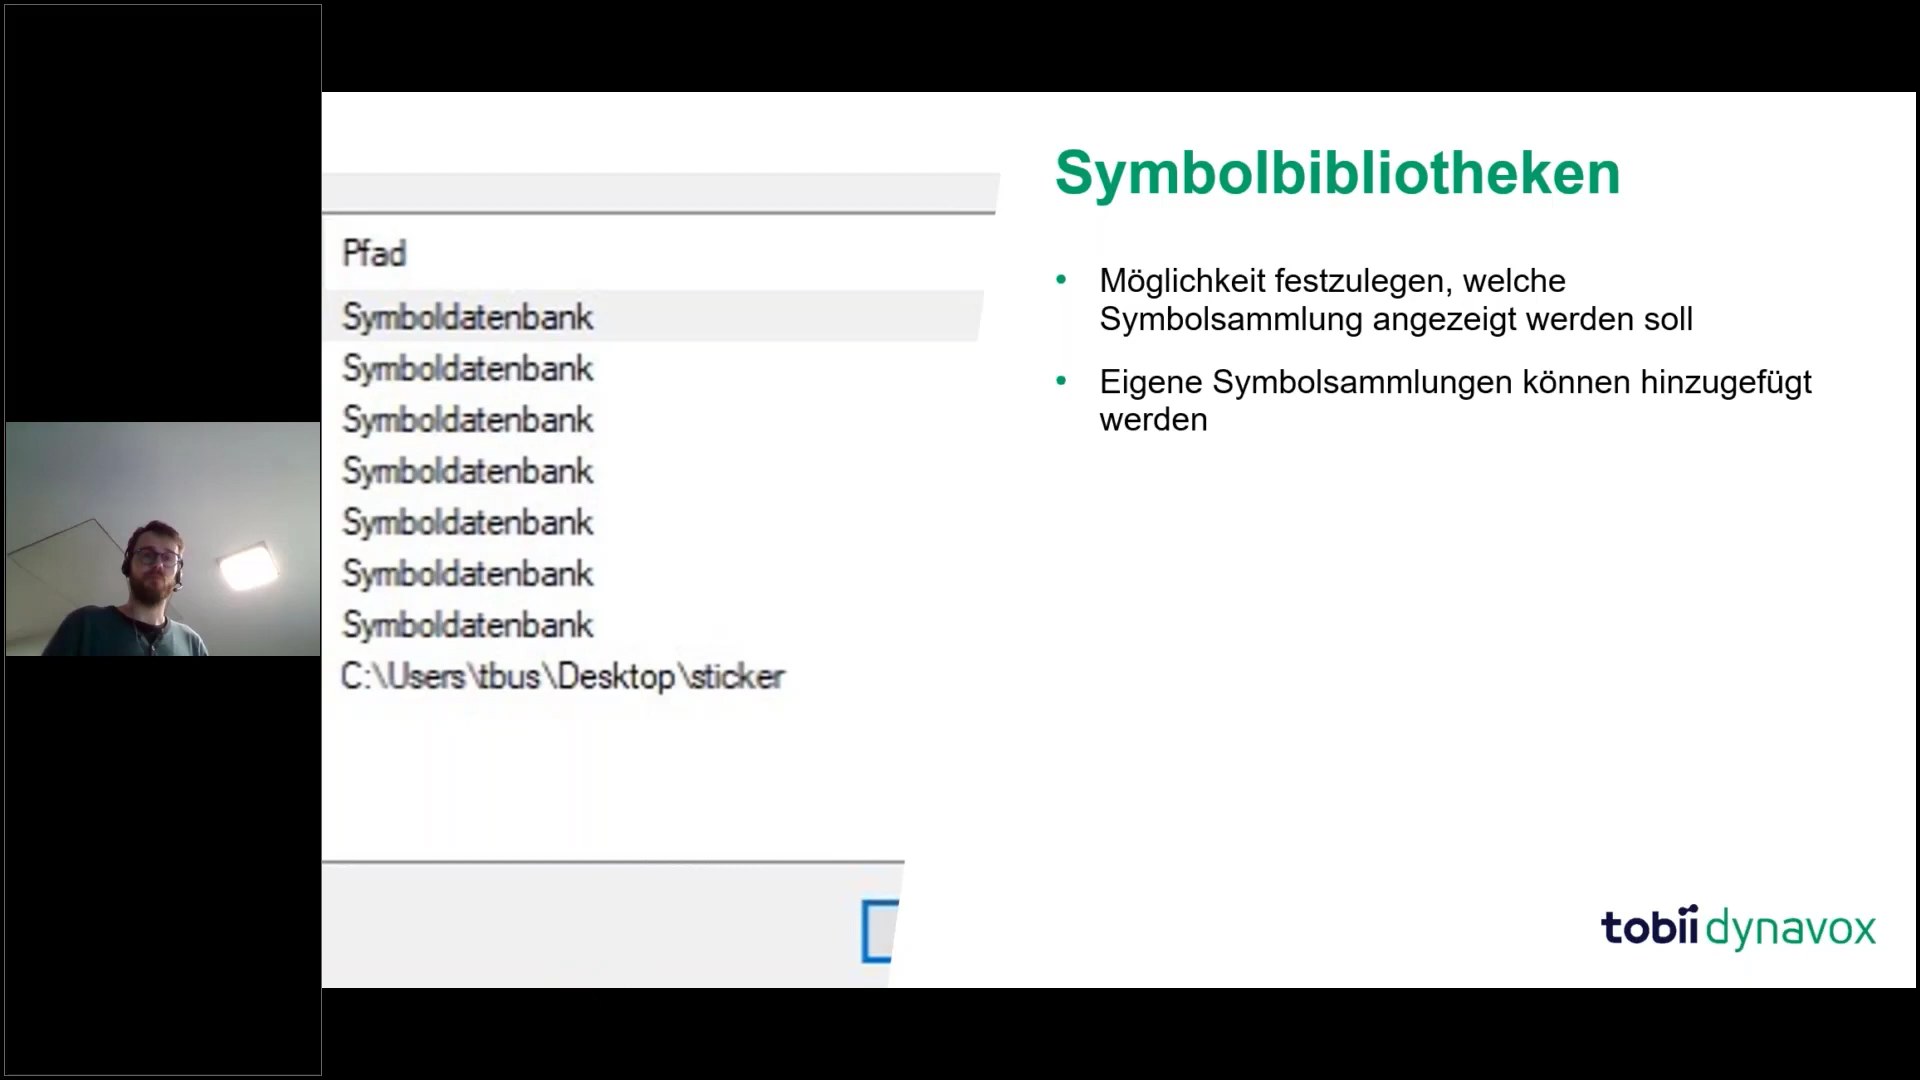 Pfad
Symboldatenbank
Symboldatenbank
Symboldatenbank
Symboldatenbank
Symboldatenbank
Symboldatenbank
Symboldatenbank
C:\Users\tbus\Desktop\sticker
Symbolbibliotheken
• Möglichkeit festzulegen, welche
Symbolsammlung angezeigt werden soll
• Eigene Symbolsammlungen können hinzugefügt
werden
tobii dynavox